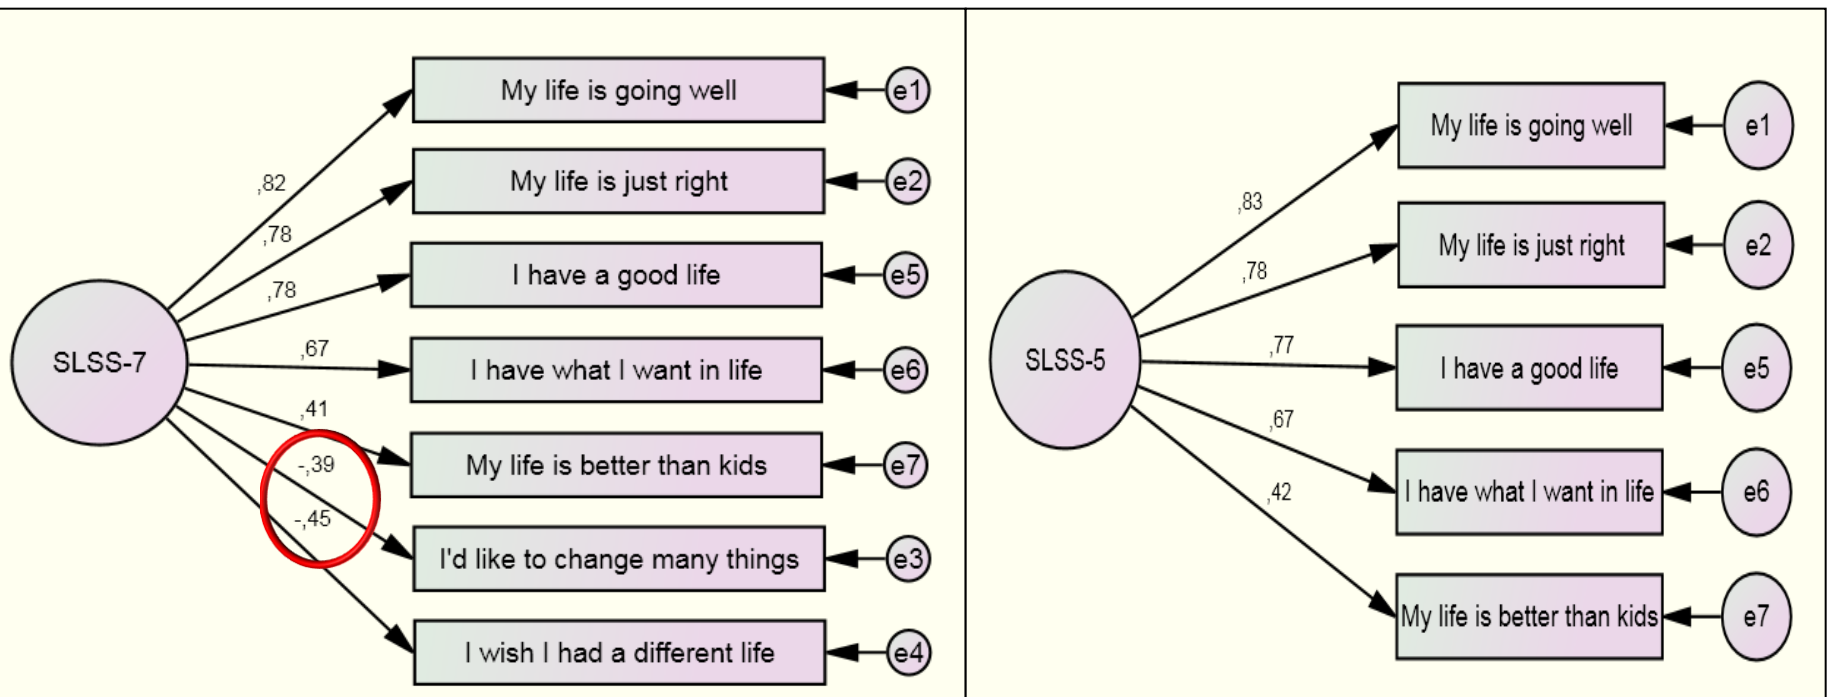 My life is going well
e1
,82
My life is just right
e2
,78
I have a good life
e5
,78
SLSS-7
,67
I have what I want in life
e6
,41
My life is better than kids
e7
-,39
I'd like to change many things
e3
-,45
I wish I had a different life
e4
My life is going well
e1
,83
My life is just right
e2
,78
SLSS-5
,77
I have a good life
e5
,67
I have what I want in life
e6
,42
My life is better than kids
e7